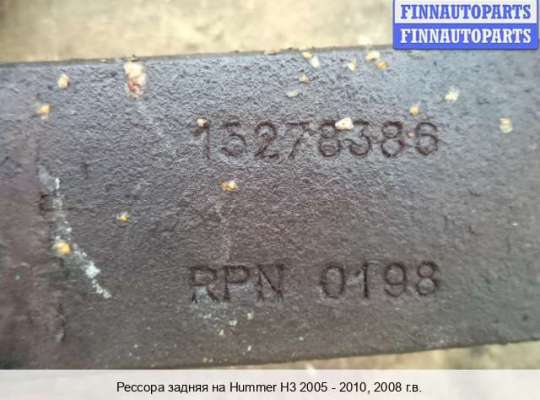 FINNAUTOPARTS
FINNAUTOPARTS
15278386
RPN 0198
Рессора задняя на Hummer H3 2005 - 2010, 2008 г.в.